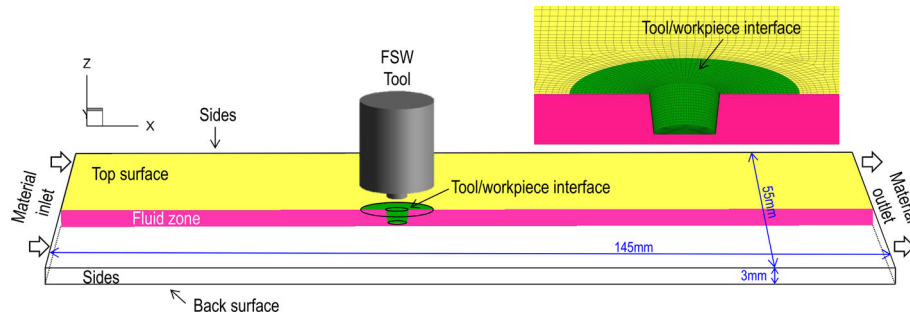 Tool/workpiece interface
FSW
Tool
Z
X
Sides
Top surface
Tool/workpiece interface
Material
inlet
Material
outlet
Fluid zone
55mm
145mm
Sides
3mm
Back surface